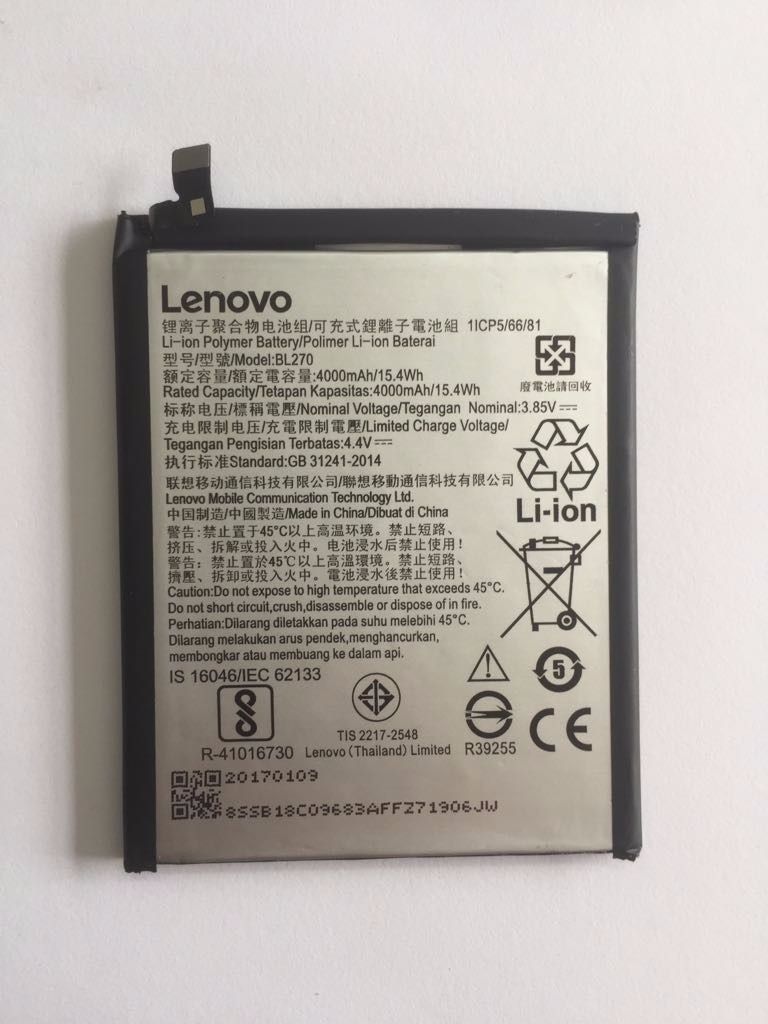 Lenovo
锂离子聚合物电池组/可充式鋰離子電池組 1ICP5/66/81
Li-ion Polymer Battery/Polimer Li-ion Baterai
型号/型號/Model:BL270
额定容量/額定電容量:4000mAh/15.4Wh
Rated Capacity/Tetapan Kapasitas:4000mAh/15.4Wh
标称电压/標稱電壓/Nominal Voltage/Tegangan Nominal:3.85V⎓
充电限制电压/充電限制電壓/Limited Charge Voltage/
Tegangan Pengisian Terbatas:4.4V⎓
执行标准Standard:GB 31241-2014
联想移动通信科技有限公司/聯想移動通信科技有限公司
Lenovo Mobile Communication Technology Ltd.
中国制造/中國製造/Made in China/Dibuat di China
廢電池請回收
Li-ion
警告:禁止置于45°C以上高温环境。禁止短路、
挤压、拆解或投入火中。电池浸水后禁止使用!
警告:禁止置於45℃以上高溫環境。禁止短路、
擠壓、拆卸或投入火中。電池浸水後禁止使用!
Caution:Do not expose to high temperature that exceeds 45°C.
Do not short circuit,crush,disassemble or dispose of in fire.
Perhatian:Dilarang diletakkan pada suhu melebihi 45°C.
Dilarang melakukan arus pendek,menghancurkan,
membongkar atau membuang ke dalam api.
IS 16046/IEC 62133
5
R-41016730
TIS 2217-2548
Lenovo (Thailand) Limited
R39255
CE
20170109
8SSB18C09683AFFZ71906JW